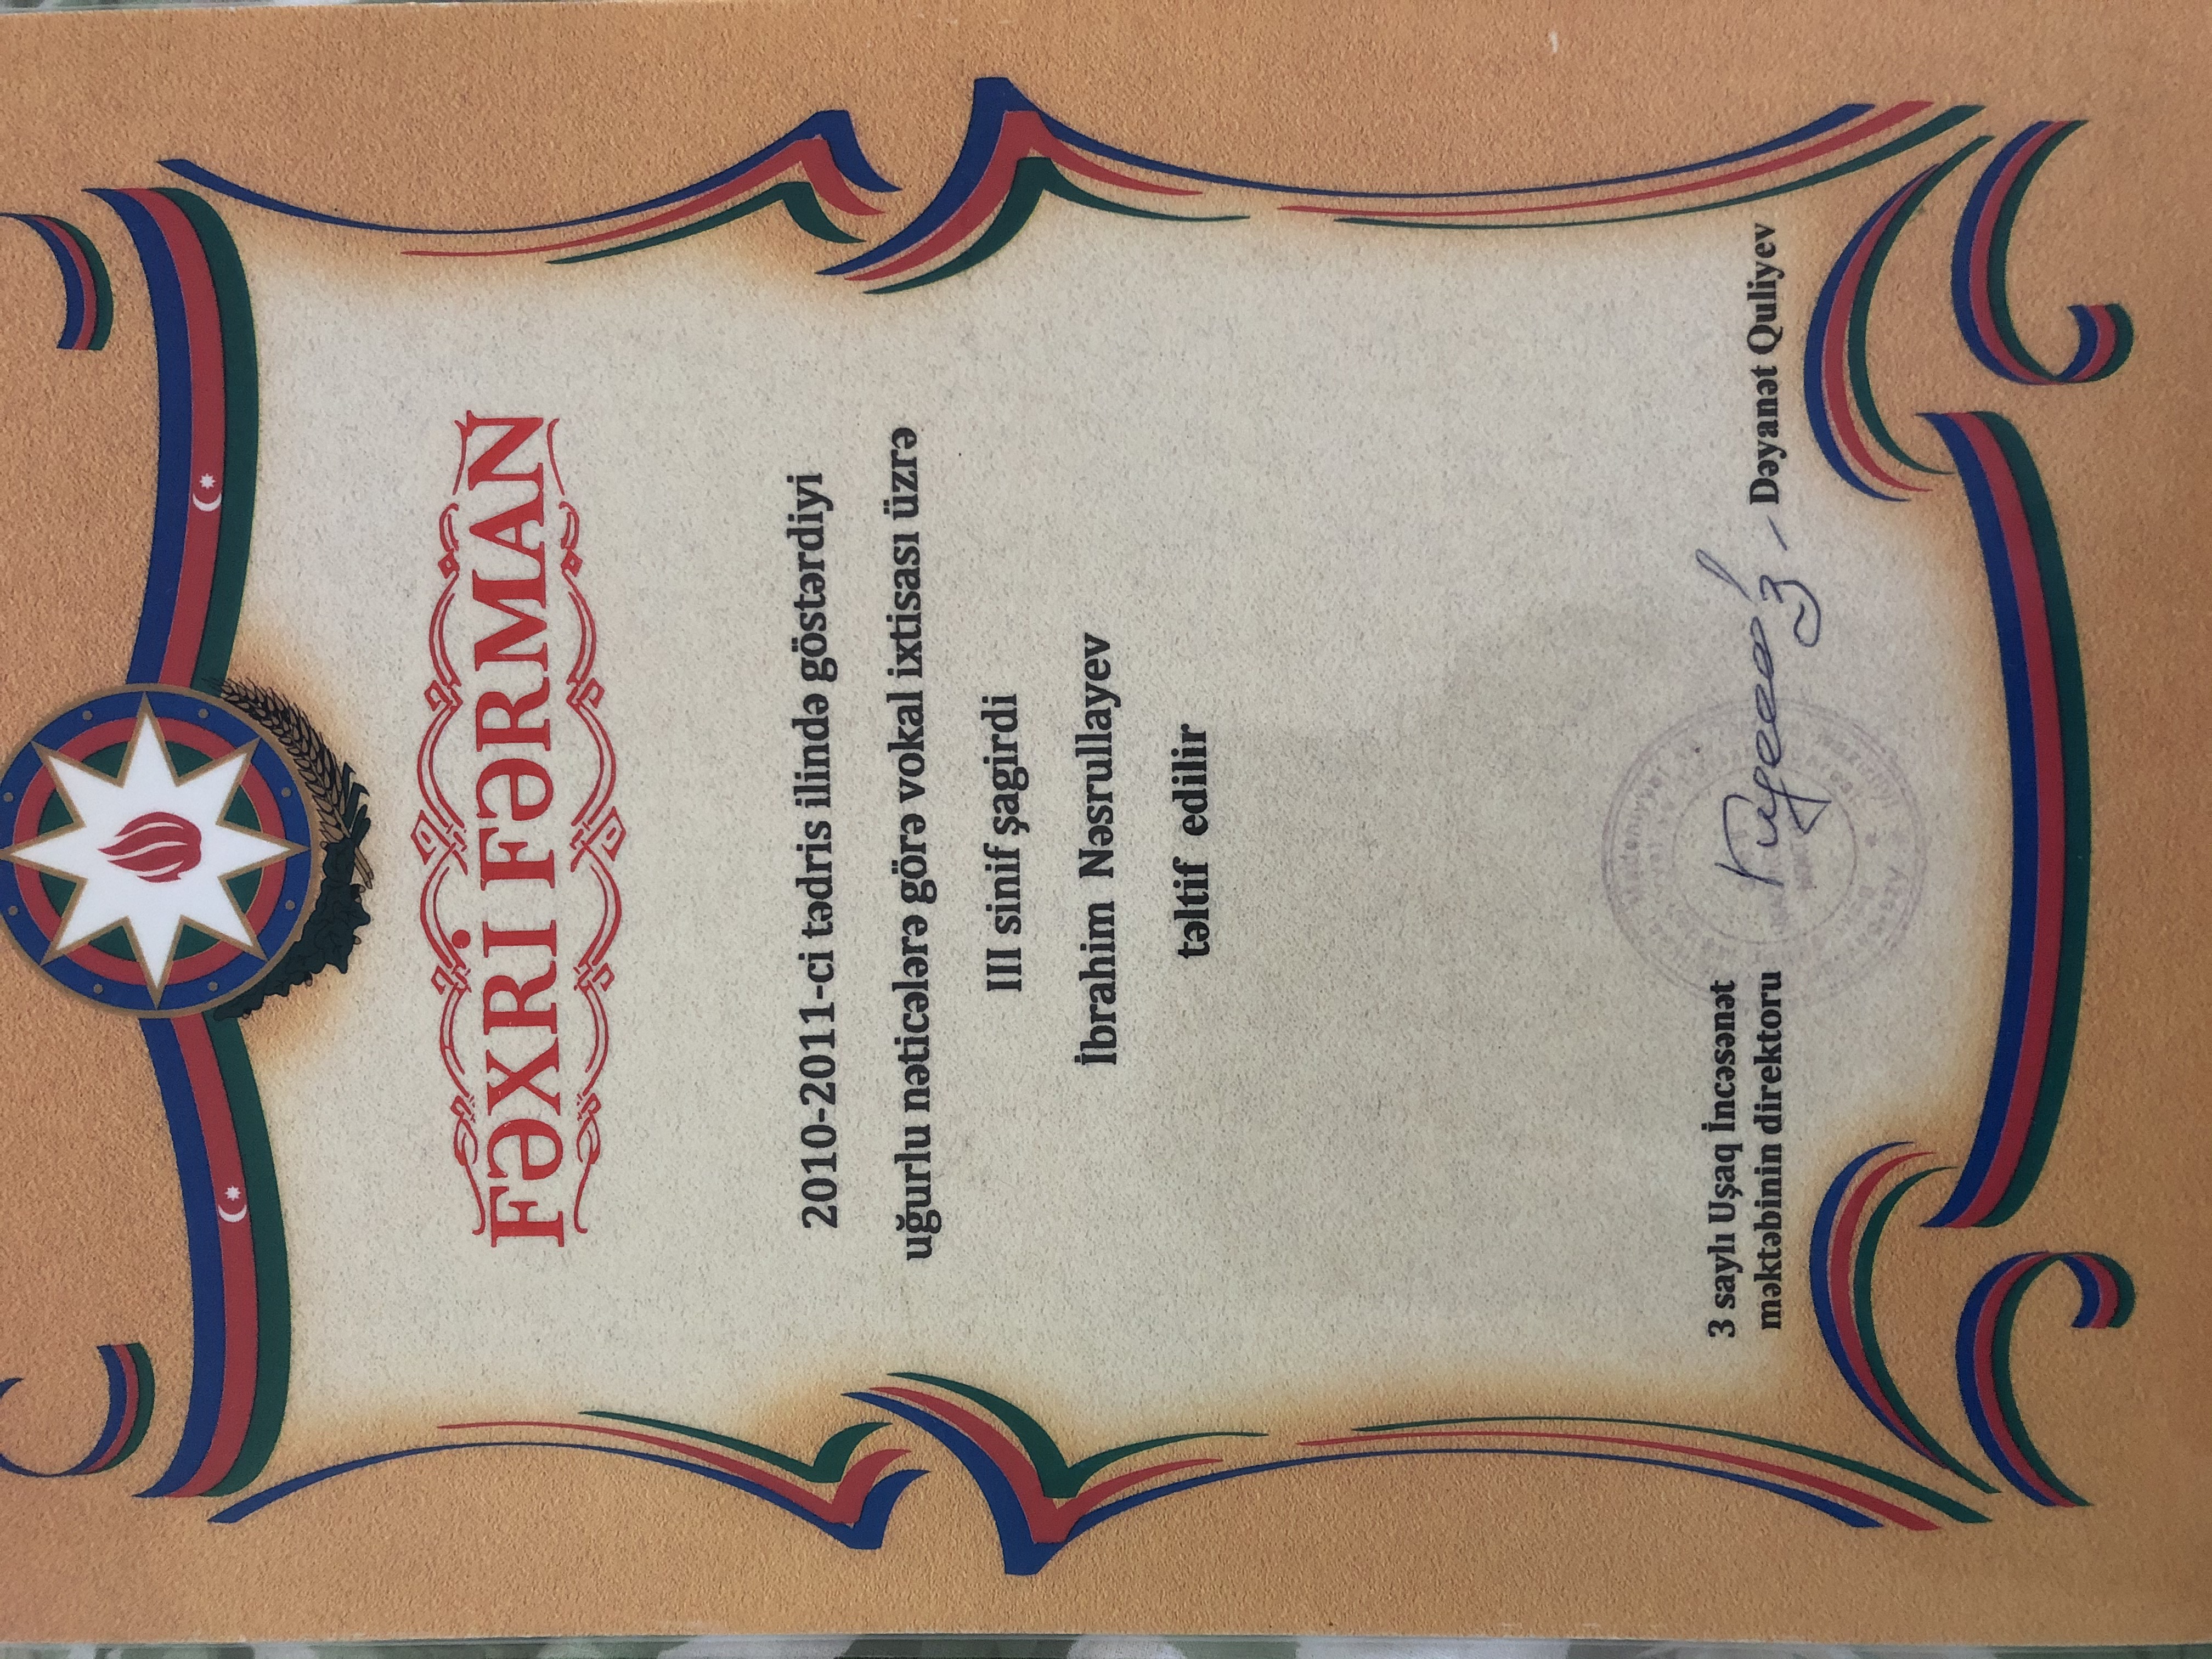 FƏXRİ FƏRMAN
2010-2011-ci tədris ilində göstərdiyi
uğurlu nəticələrə görə vokal ixtisası üzrə
III sinif şagirdi
İbrahim Nəsrullayev
təltif edilir
3 saylı Uşaq İncəsənət
məktəbinin direktoru
Dəyanət Quliyev